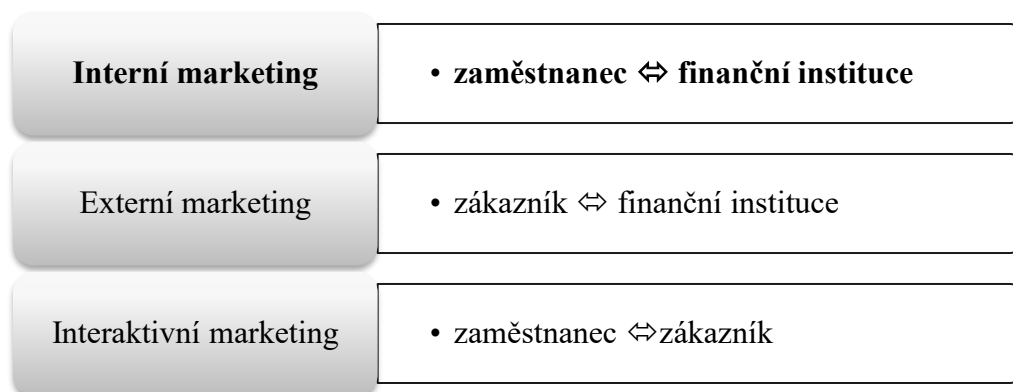 Interní marketing
• zaměstnanec ⇔ finanční instituce
Externí marketing
• zákazník ⇔ finanční instituce
Interaktivní marketing
• zaměstnanec ⇔zákazník